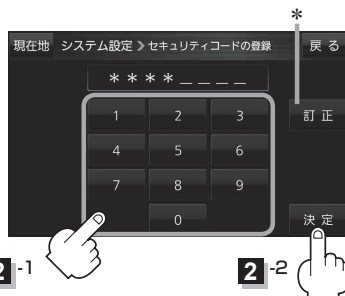 *
現在地 システム設定 》セキュリティコードの登録 戻る
* * * * _ _ _ _
1 2 3 訂正
4 5 6
7 8 9
0 決定
2-1 2-2